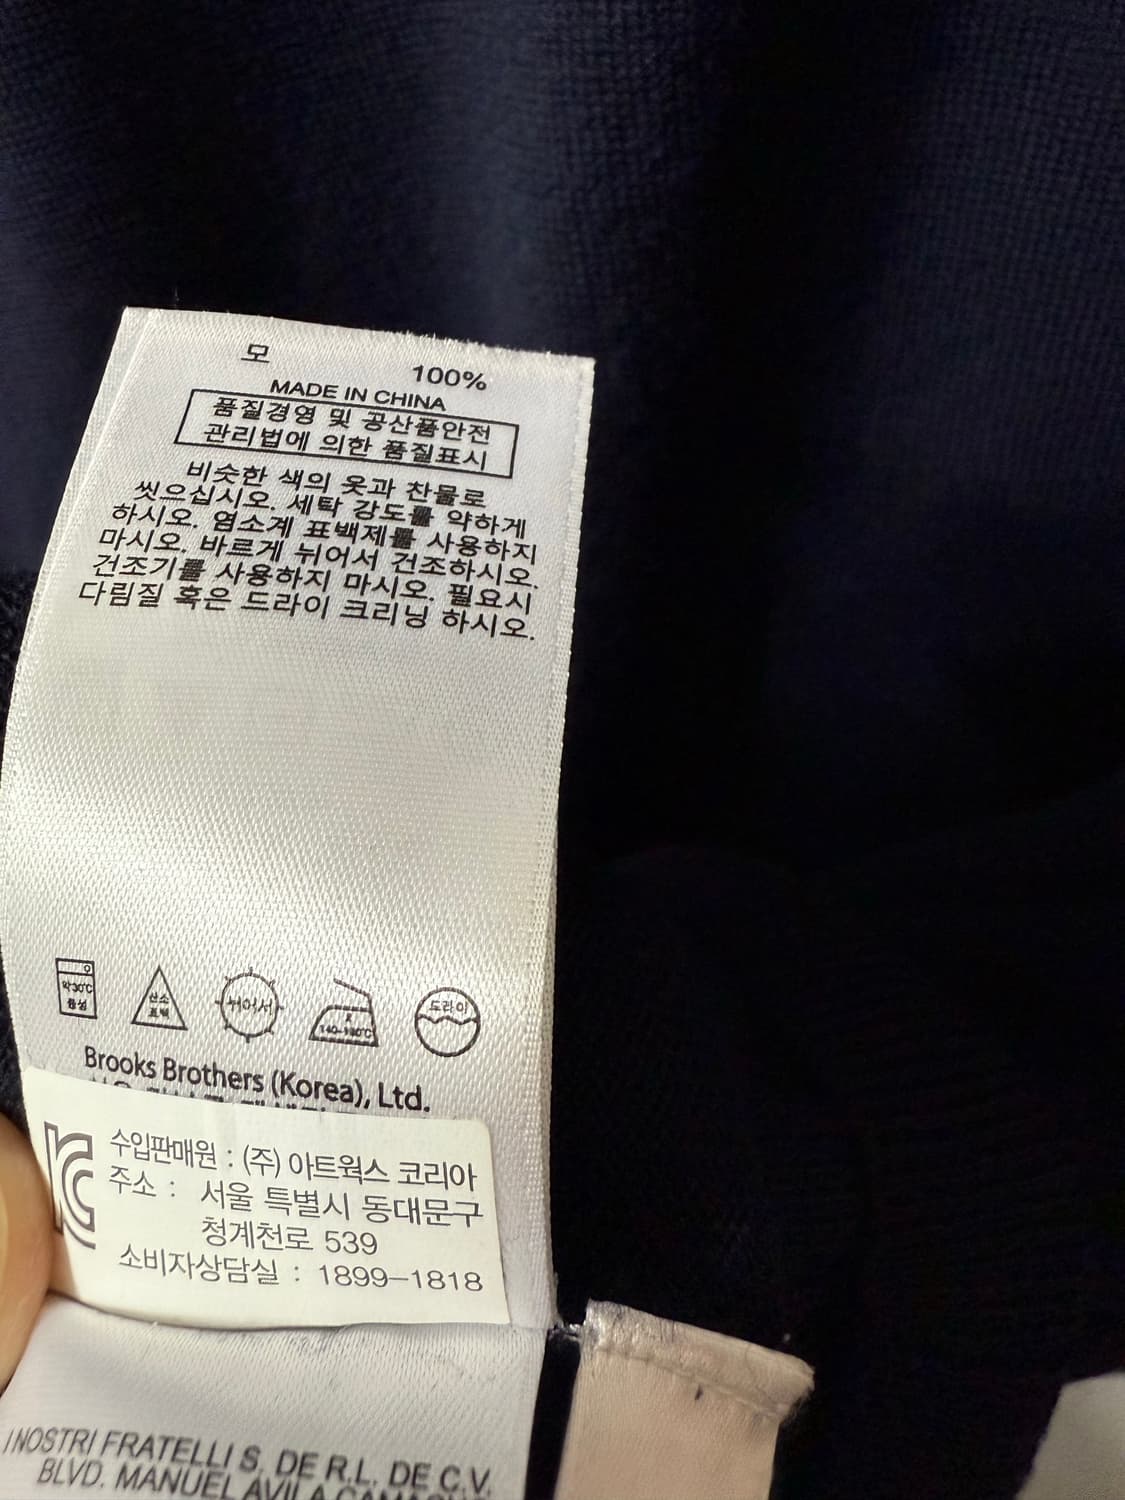 모 100%
MADE IN CHINA
품질경영 및 공산품안전
관리법에 의한 품질표시
비슷한 색의 옷과 찬물로
씻으십시오. 세탁 강도를 약하게
하시오. 염소계 표백제를 사용하지
마시오. 바르게 뉘어서 건조하시오.
건조기를 사용하지 마시오. 필요시
다림질 혹은 드라이 크리닝 하시오.
약30℃
중성
산소
표백
뉘어서
140~160℃
드라이
Brooks Brothers (Korea), Ltd.
수입판매원 : (주) 아트웍스 코리아
주소 : 서울 특별시 동대문구
청계천로 539
소비자상담실 : 1899-1818
NOSTRI FRATELLI S. DE R.L. DE C.V.
BLVD. MANUEL AVILA